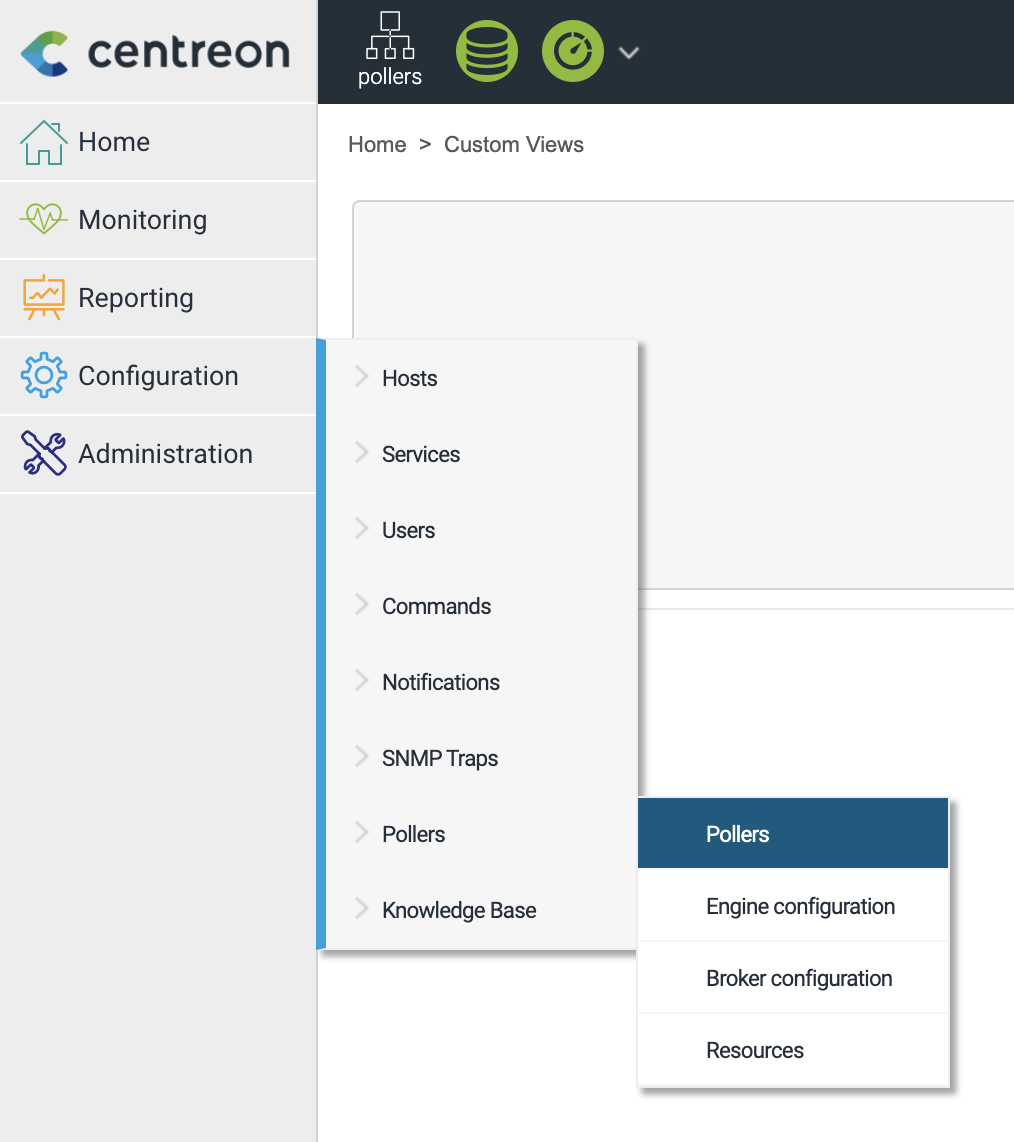 centreon
pollers
Home > Custom Views
Home
Monitoring
Reporting
Configuration
Administration
Hosts
Services
Users
Commands
Notifications
SNMP Traps
Pollers
Knowledge Base
Pollers
Engine configuration
Broker configuration
Resources